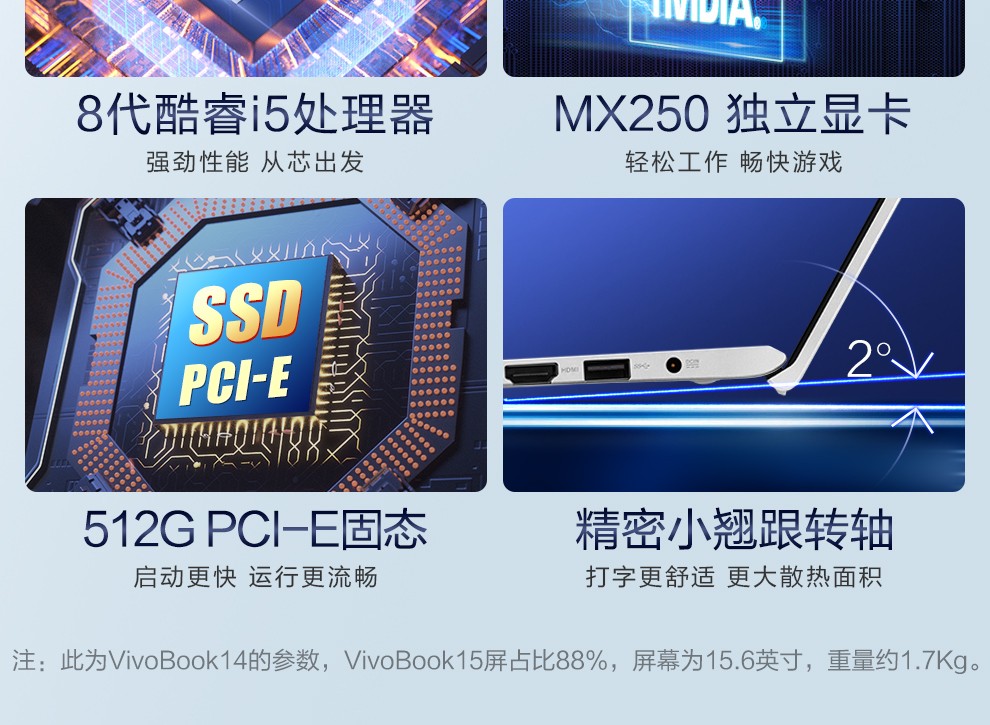 NVIDIA.
8代酷睿i5处理器
MX250 独立显卡
强劲性能 从芯出发
轻松工作 畅快游戏
SSD
PCI-E
HDMI
2°
512G PCI-E固态
精密小翘跟转轴
启动更快 运行更流畅
打字更舒适 更大散热面积
注：此为VivoBook14的参数，VivoBook15屏占比88%，屏幕为15.6英寸，重量约1.7Kg。